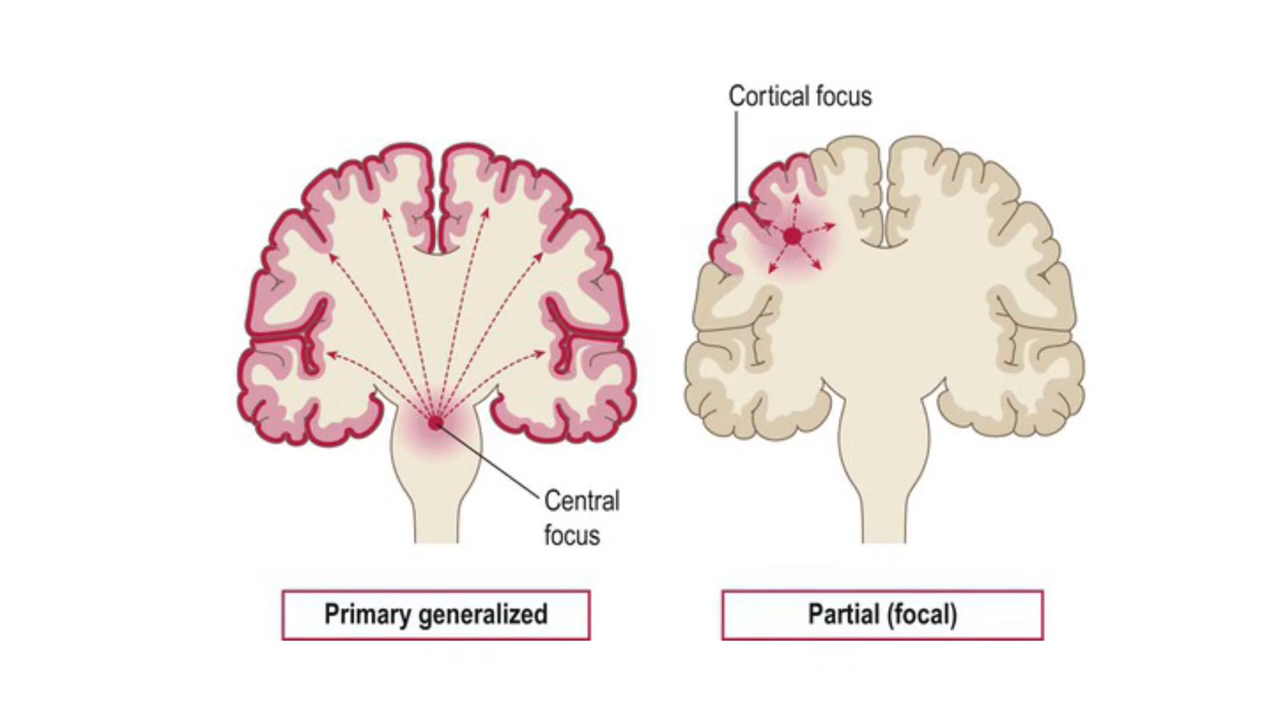 Cortical focus
Central
focus
Primary generalized
Partial (focal)